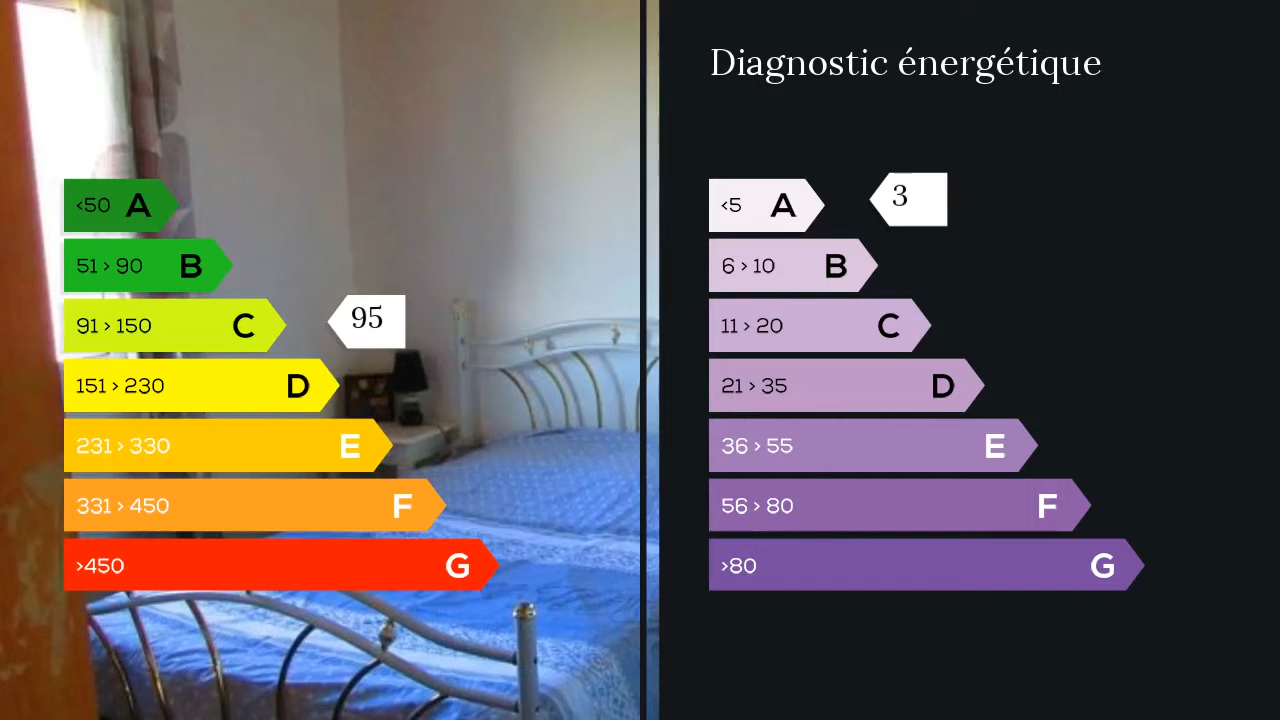 Diagnostic énergétique
<50 A
51 > 90 B
91 > 150 C
95
151 > 230 D
231 > 330 E
331 > 450 F
>450 G
<5 A
3
6 > 10 B
11 > 20 C
21 > 35 D
36 > 55 E
56 > 80 F
>80 G